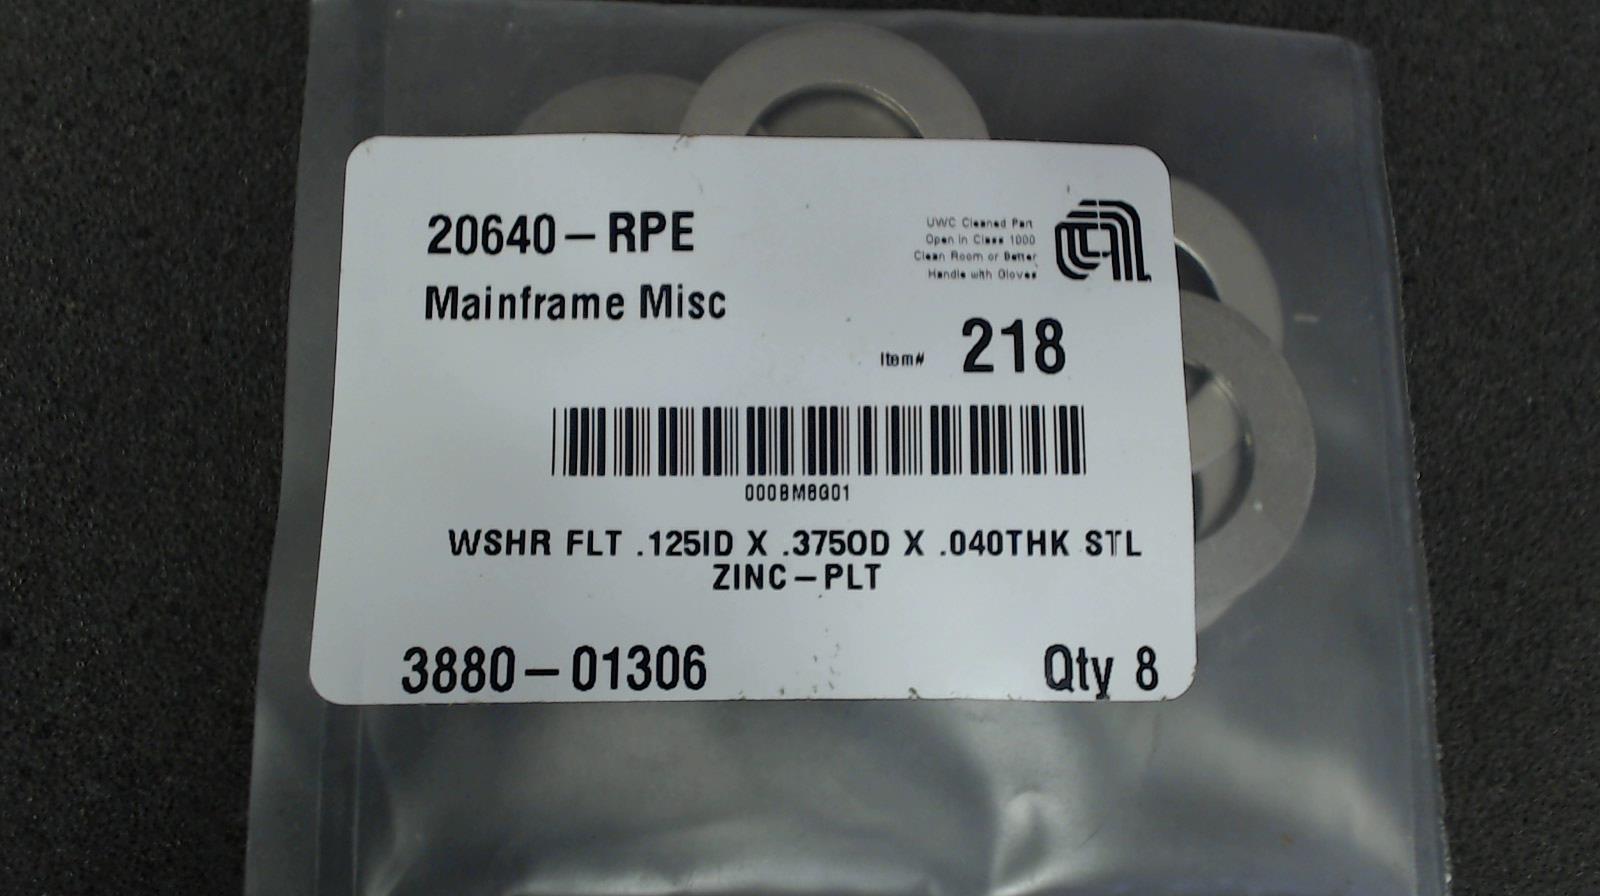 20640-RPE
Mainframe Misc
UWC Cleaned Part
Open in Class 1000
Clean Room or Better
Handle with Gloves
Item# 218
000BM8G01
WSHR FLT .125ID X .375OD X .040THK STL
ZINC-PLT
3880-01306
Qty 8